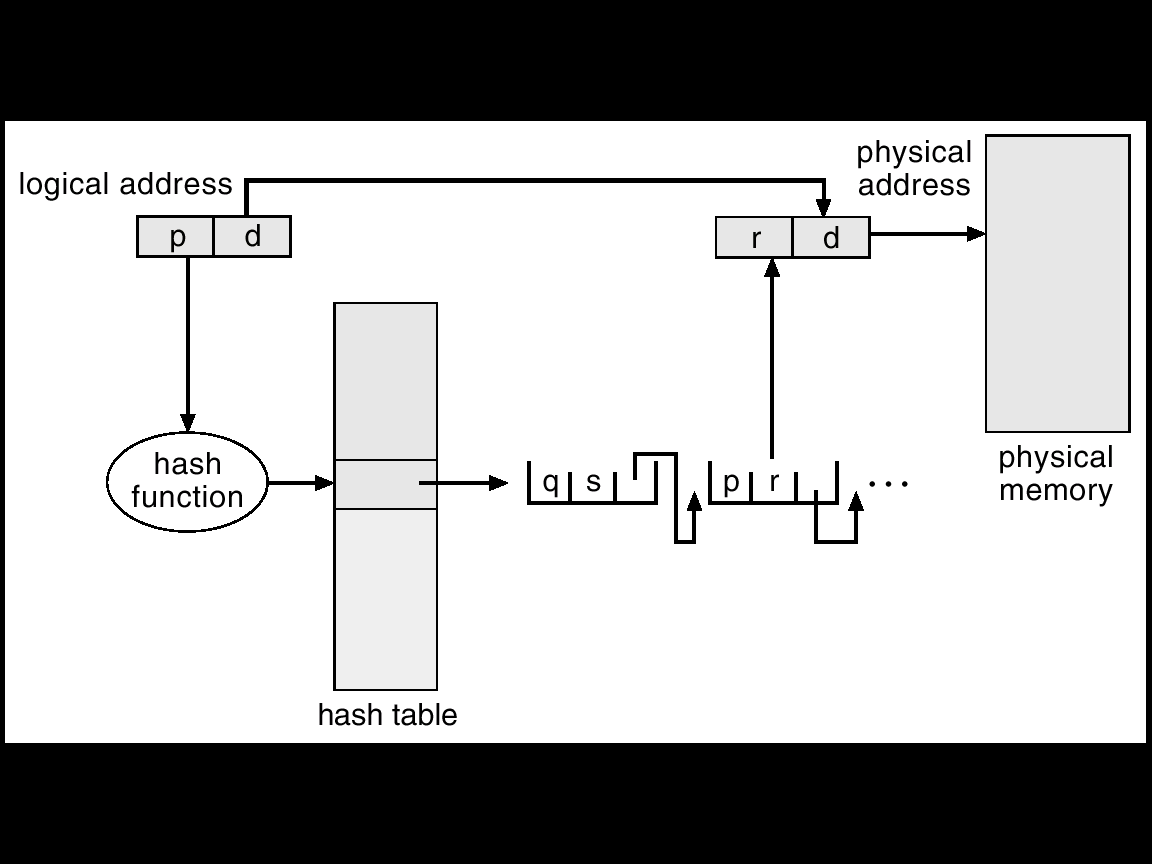 logical address
physical
address
p d
r d
hash
function
q s
p r
...
physical
memory
hash table